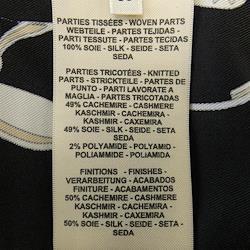 PARTIES TISSÉES - WOVEN PARTS
WEBTEILE - PARTES TEJIDAS -
PARTI TESSUTE - PARTES TECIDAS
100% SOIE - SILK - SEIDE - SETA
SEDA
PARTIES TRICOTÉES - KNITTED
PARTS - STRICKTEILE - PARTES DE
PUNTO - PARTI LAVORATE A
MAGLIA - PARTES TRICOTADAS
49% CACHEMIRE - CASHMERE
KASCHMIR - CACHEMIRA
KASHMIR - CAXEMIRA
49% SOIE - SILK - SEIDE - SETA
SEDA
2% POLYAMIDE - POLYAMID -
POLIAMMIDE - POLIAMIDA
FINITIONS - FINISHES -
VERARBEITUNG - ACABADOS
FINITURE - ACABAMENTOS
50% CACHEMIRE - CASHMERE
KASCHMIR - CACHEMIRA
KASHMIR - CAXEMIRA
50% SOIE - SILK - SEIDE - SETA
SEDA